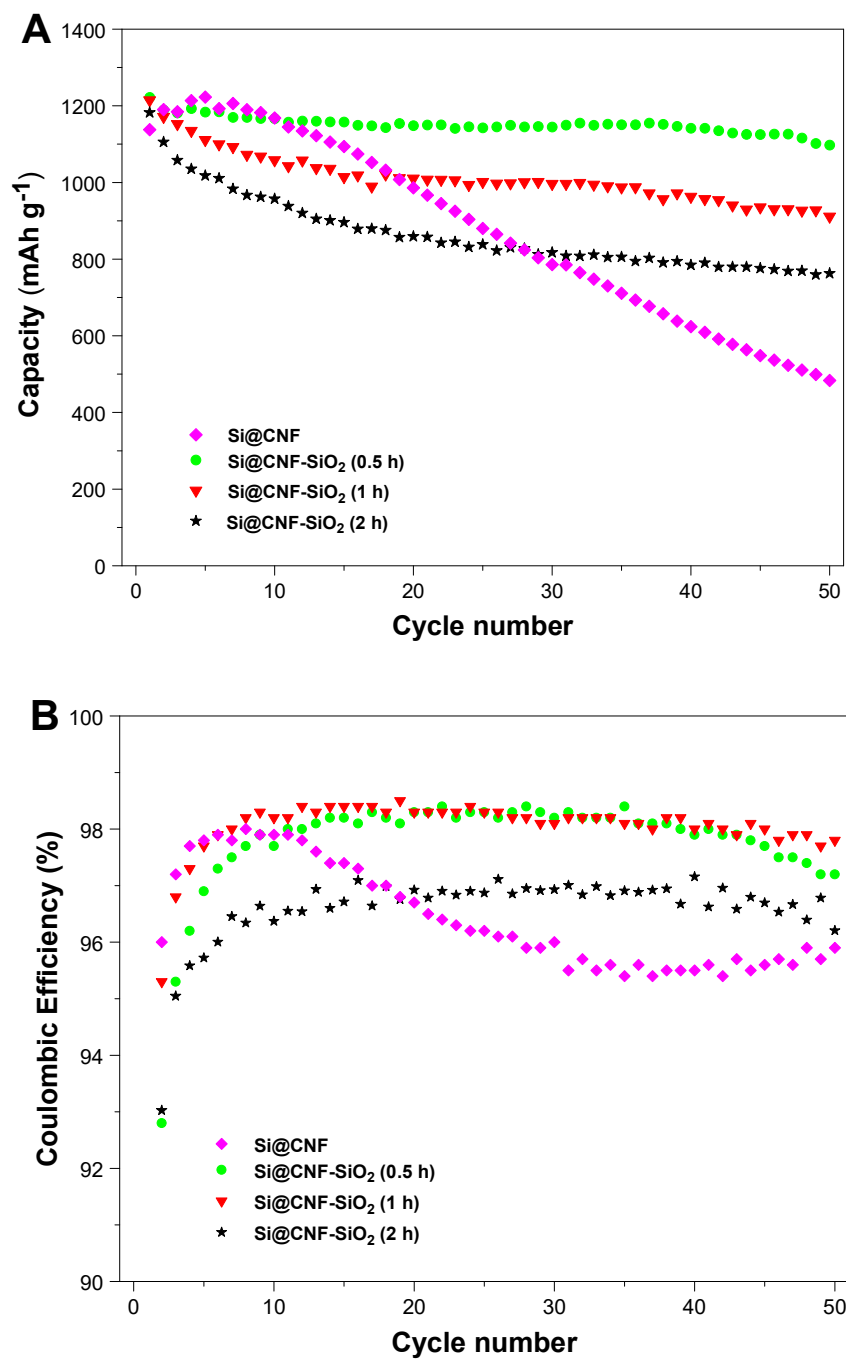 A
1400
1200
1000
800
600
400
200
0
Capacity (mAh g⁻¹)
Si@CNF
Si@CNF-SiO₂ (0.5 h)
Si@CNF-SiO₂ (1 h)
Si@CNF-SiO₂ (2 h)
0 10 20 30 40 50
Cycle number
B
100
98
96
94
92
90
Coulombic Efficiency (%)
Si@CNF
Si@CNF-SiO₂ (0.5 h)
Si@CNF-SiO₂ (1 h)
Si@CNF-SiO₂ (2 h)
0 10 20 30 40 50
Cycle number